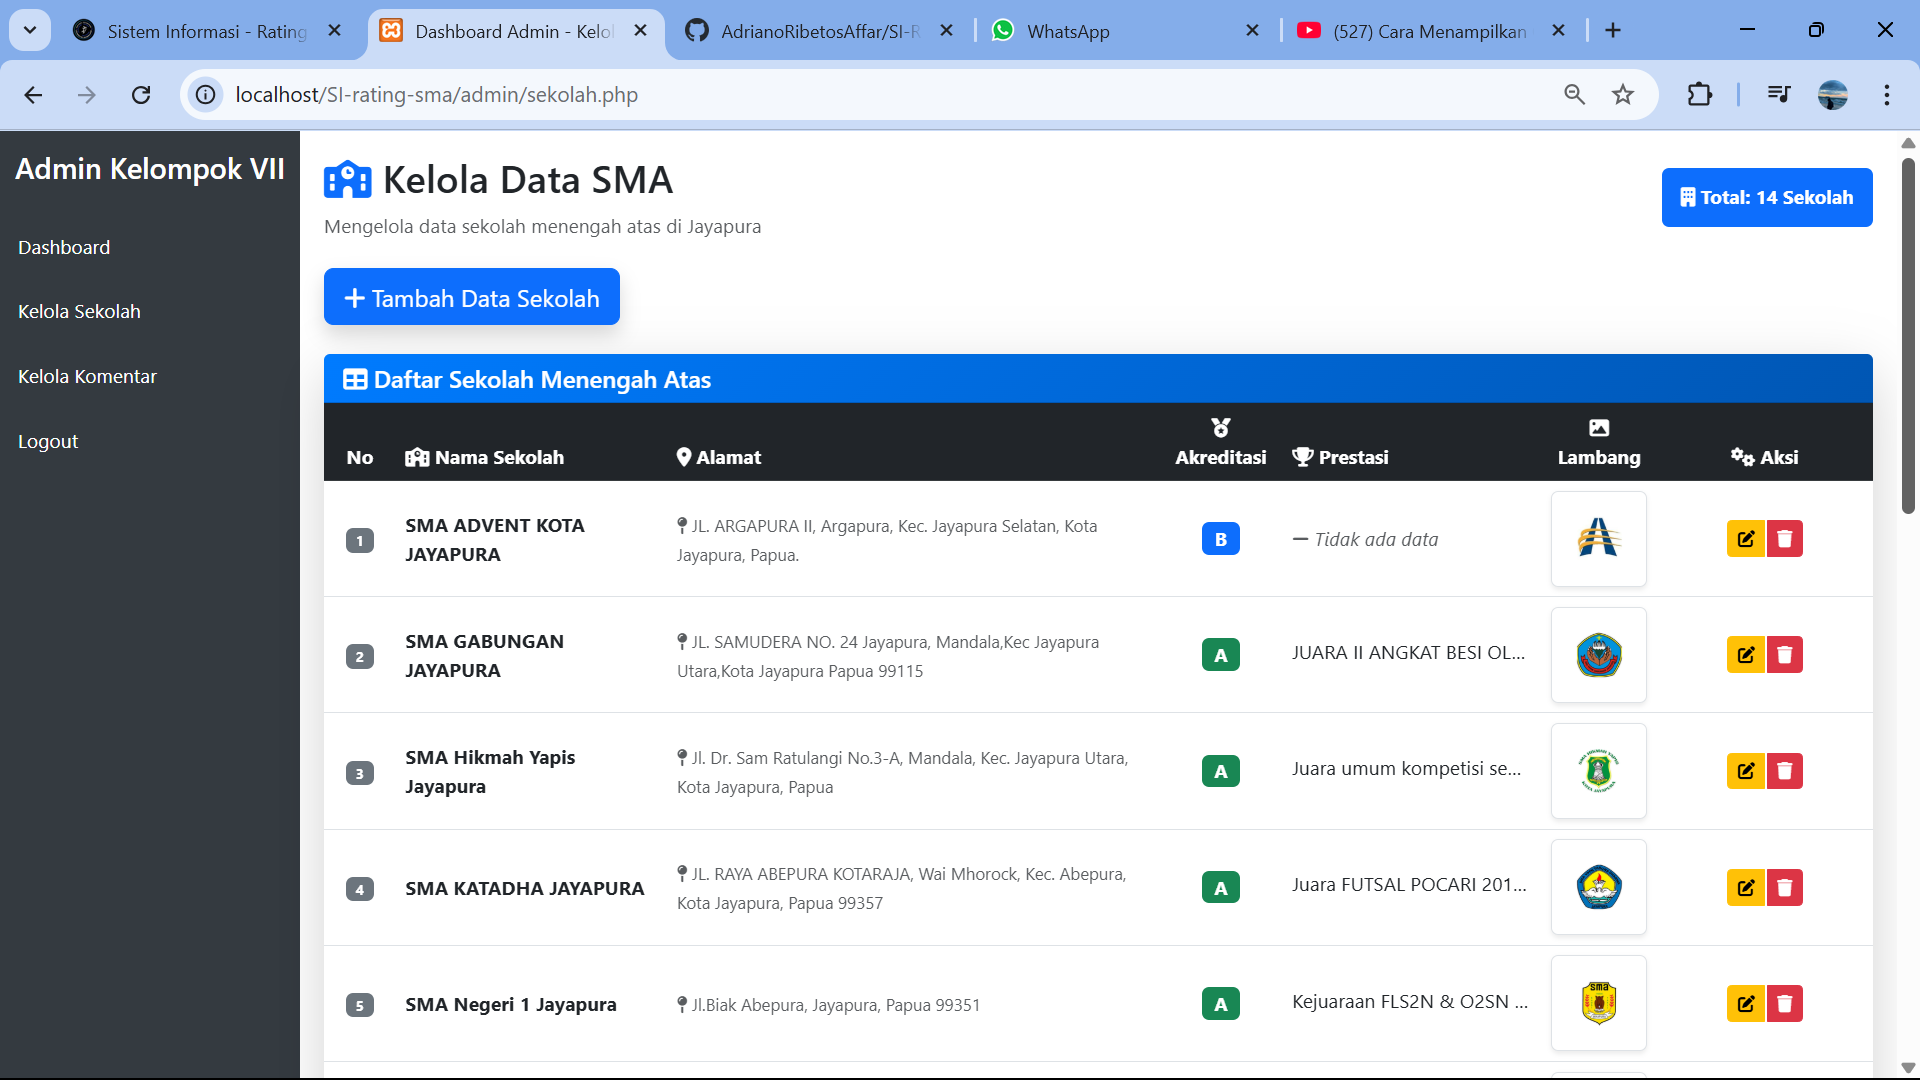 Sistem Informasi - Rating
Dashboard Admin - Kelol
AdrianoRibetosAffar/SI-R
WhatsApp
(527) Cara Menampilkan
localhost/SI-rating-sma/admin/sekolah.php
Admin Kelompok VII
Dashboard
Kelola Sekolah
Kelola Komentar
Logout
Kelola Data SMA
Mengelola data sekolah menengah atas di Jayapura
Total: 14 Sekolah
Tambah Data Sekolah
Daftar Sekolah Menengah Atas
No Nama Sekolah Alamat Akreditasi Prestasi Lambang Aksi
1
SMA ADVENT KOTA
JAYAPURA
JL. ARGAPURA II, Argapura, Kec. Jayapura Selatan, Kota
Jayapura, Papua.
B
— Tidak ada data
2
SMA GABUNGAN
JAYAPURA
JL. SAMUDERA NO. 24 Jayapura, Mandala,Kec Jayapura
Utara,Kota Jayapura Papua 99115
A
JUARA II ANGKAT BESI OL...
3
SMA Hikmah Yapis
Jayapura
Jl. Dr. Sam Ratulangi No.3-A, Mandala, Kec. Jayapura Utara,
Kota Jayapura, Papua
A
Juara umum kompetisi se...
4
SMA KATADHA JAYAPURA
JL. RAYA ABEPURA KOTARAJA, Wai Mhorock, Kec. Abepura,
Kota Jayapura, Papua 99357
A
Juara FUTSAL POCARI 201...
5
SMA Negeri 1 Jayapura
Jl.Biak Abepura, Jayapura, Papua 99351
A
Kejuaraan FLS2N & O2SN ...
sma